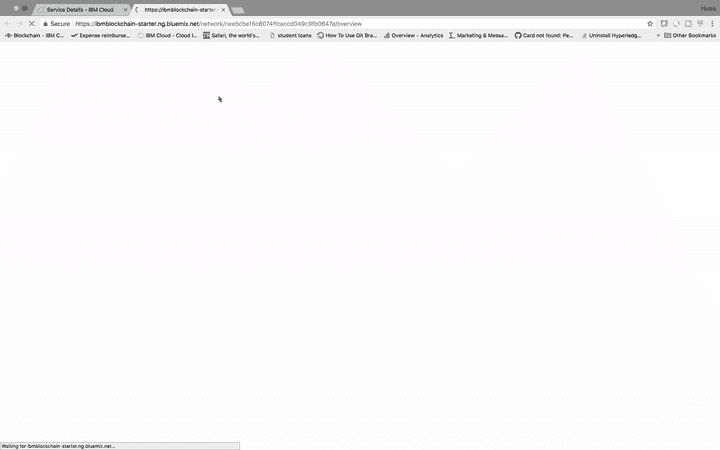 Service Details - IBM Cloud
https://ibmblockchain-starter.
Secure https://ibmblockchain-starter.ng.bluemix.net/network/nee5cbe15c6074ffcaccd049c9fb0647a/overview
Blockchain - IBM C... Expense reimburse... IBM Cloud - Cloud I... Safari, the world's... student loans How To Use Git Bra... Overview - Analytics Marketing & Messa... Card not found: Pe... Uninstall Hyperledg... » Other Bookmarks
Waiting for ibmblockchain-starter.ng.bluemix.net...